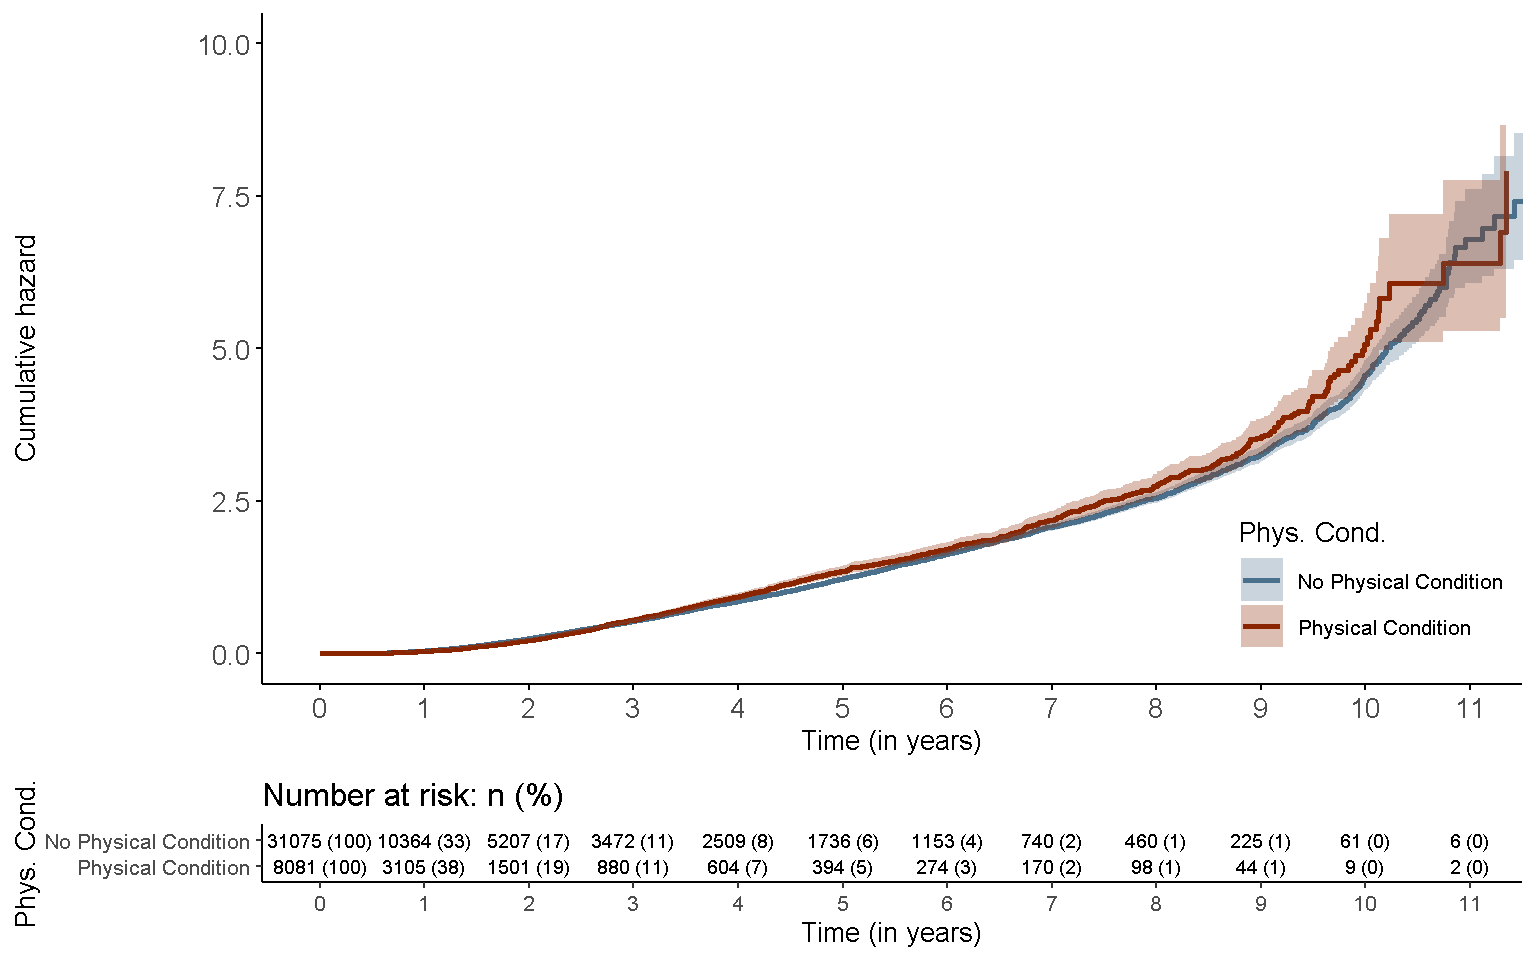 10.0
7.5
5.0
2.5
0.0
Cumulative hazard
Phys. Cond.
No Physical Condition
Physical Condition
0 1 2 3 4 5 6 7 8 9 10 11
Time (in years)
Number at risk: n (%)
Phys. Cond.
No Physical Condition 31075 (100) 10364 (33) 5207 (17) 3472 (11) 2509 (8) 1736 (6) 1153 (4) 740 (2) 460 (1) 225 (1) 61 (0) 6 (0)
Physical Condition 8081 (100) 3105 (38) 1501 (19) 880 (11) 604 (7) 394 (5) 274 (3) 170 (2) 98 (1) 44 (1) 9 (0) 2 (0)
0 1 2 3 4 5 6 7 8 9 10 11
Time (in years)